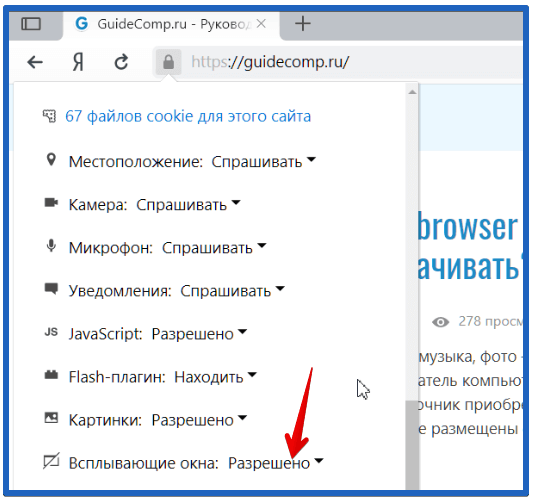 GuideComp.ru - Руковод
Я https://guidecomp.ru/
67 файлов cookie для этого сайта
Местоположение: Спрашивать
Камера: Спрашивать
Микрофон: Спрашивать
Уведомления: Спрашивать
JS JavaScript: Разрешено
Flash-плагин: Находить
Картинки: Разрешено
Всплывающие окна: Разрешено
browser
ачивать"
278 просм
музыка, фото -
атель компьют
очник приобре
е размещены